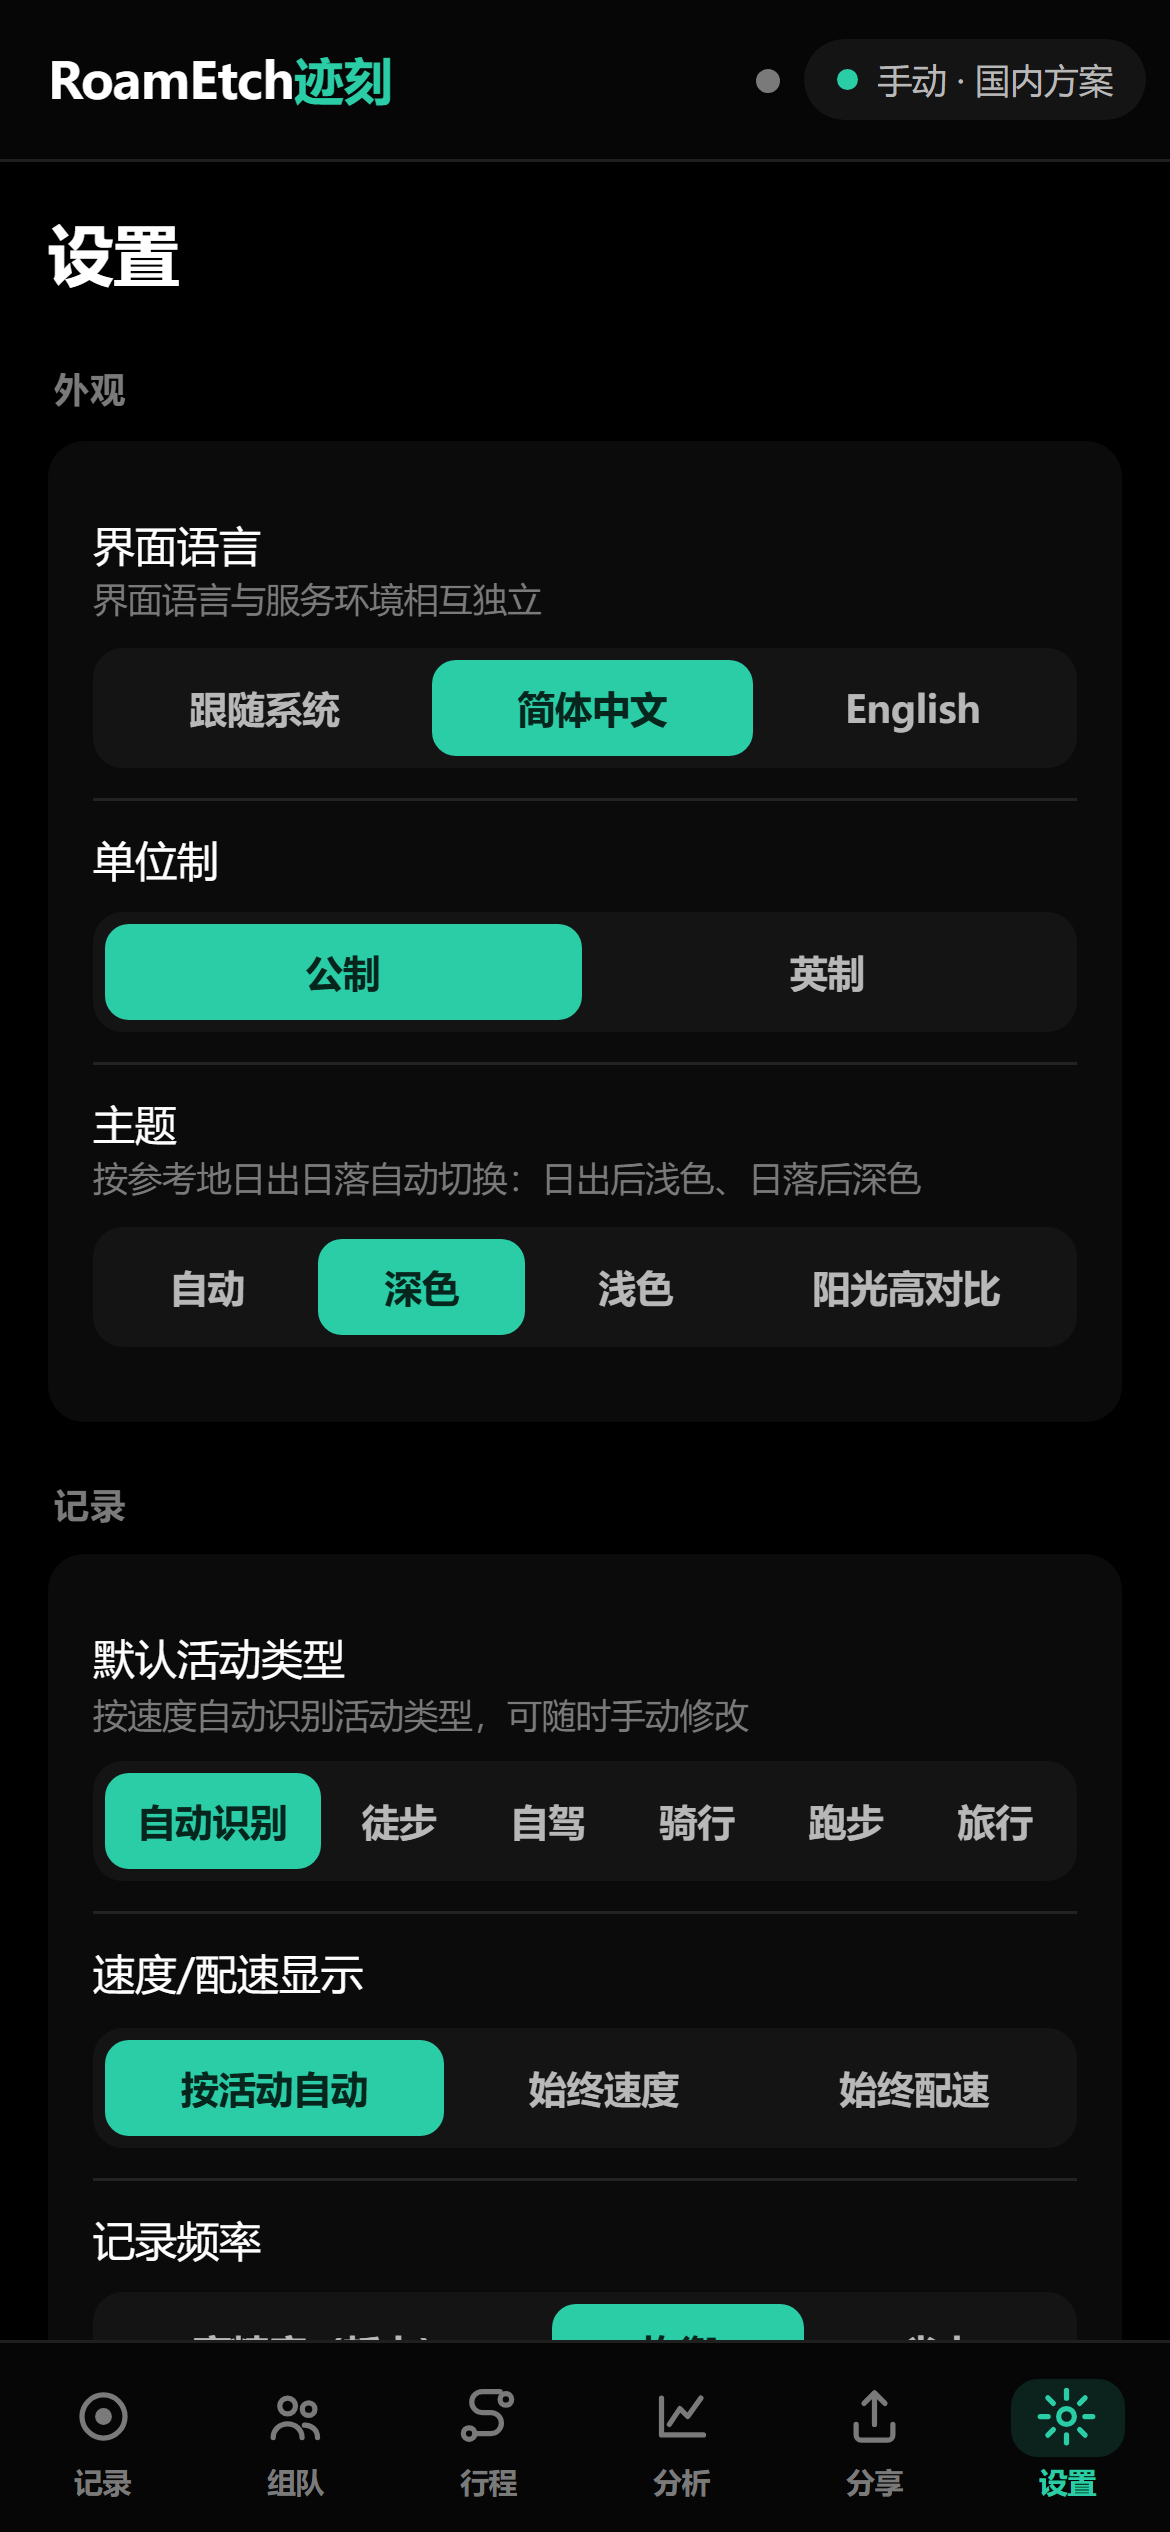 RoamEtch迹刻
手动 · 国内方案
设置
外观
界面语言
界面语言与服务环境相互独立
跟随系统 简体中文 English
单位制
公制 英制
主题
按参考地日出日落自动切换：日出后浅色、日落后深色
自动 深色 浅色 阳光高对比
记录
默认活动类型
按速度自动识别活动类型，可随时手动修改
自动识别 徒步 自驾 骑行 跑步 旅行
速度/配速显示
按活动自动 始终速度 始终配速
记录频率
记录 组队 行程 分析 分享 设置